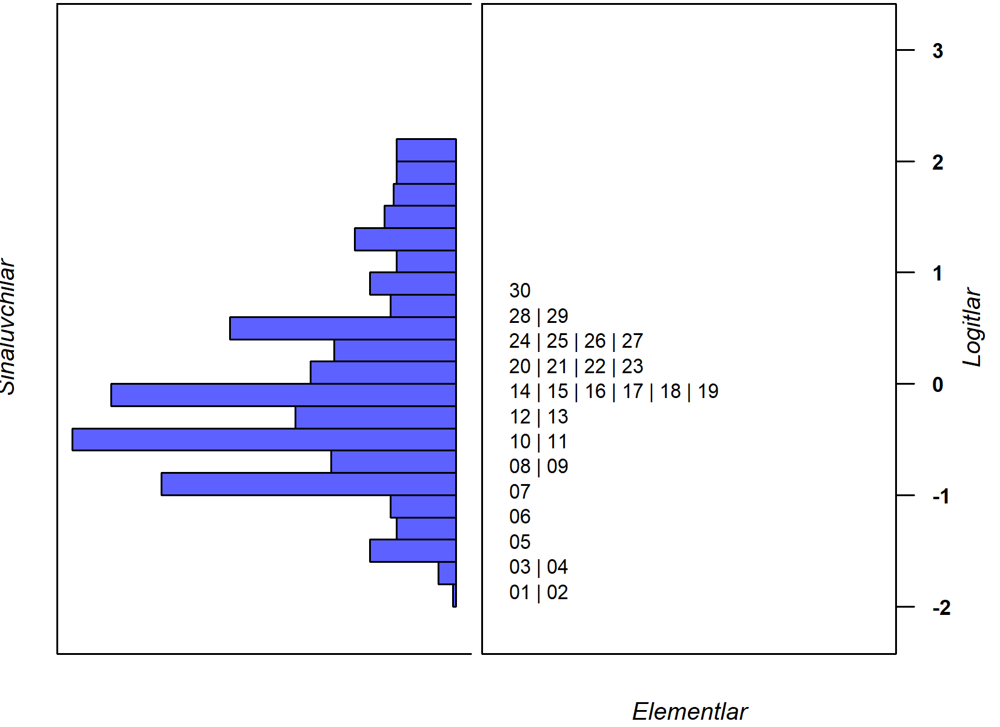 Sinaluvchilar
3
2
1
0
-1
-2
Logitlar
30
28 | 29
24 | 25 | 26 | 27
20 | 21 | 22 | 23
14 | 15 | 16 | 17 | 18 | 19
12 | 13
10 | 11
08 | 09
07
06
05
03 | 04
01 | 02
Elementlar